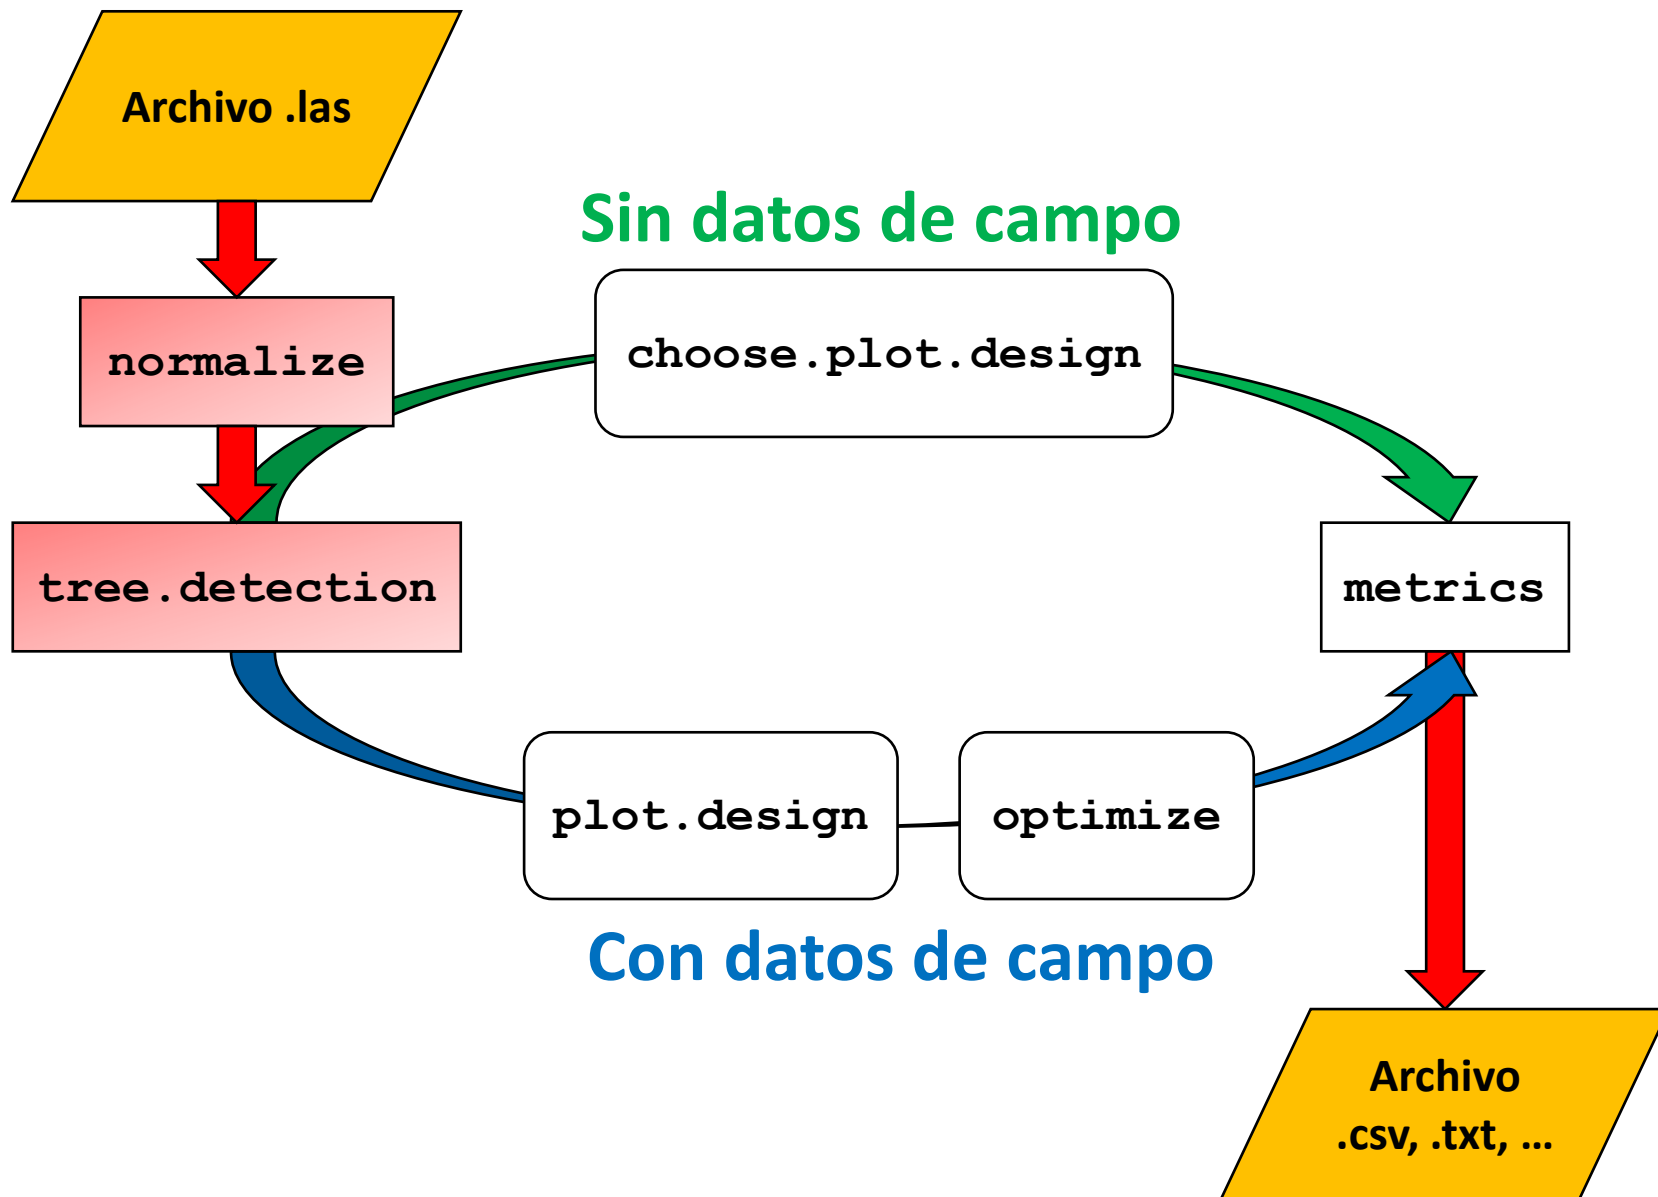 Archivo .las
Sin datos de campo
normalize
choose.plot.design
tree.detection
metrics
plot.design
optimize
Con datos de campo
Archivo
.csv, .txt, ...